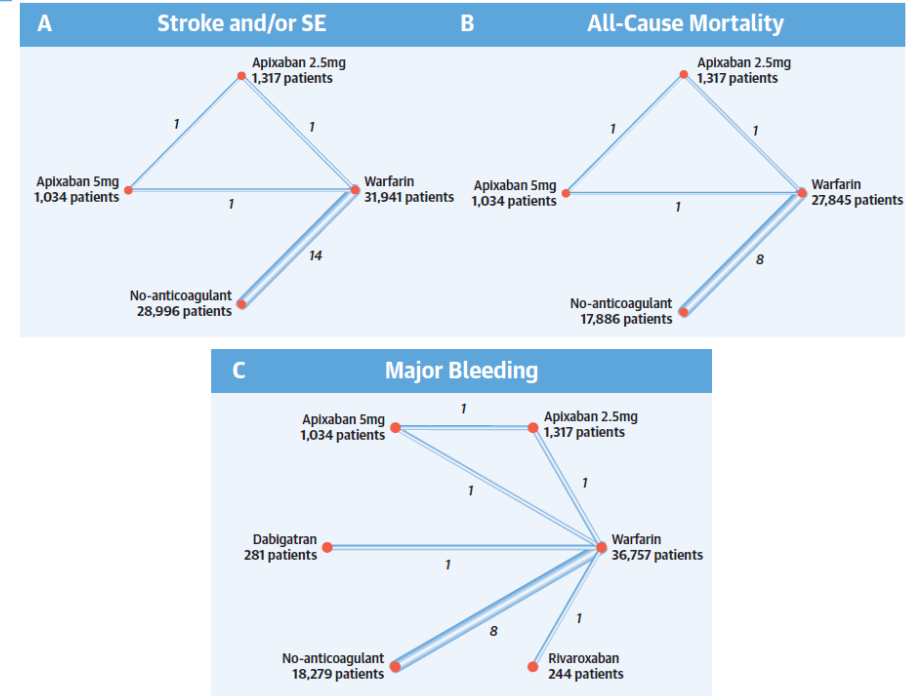 A Stroke and/or SE
Apixaban 2.5mg
1,317 patients
1
1
Apixaban 5mg
1,034 patients
Warfarin
31,941 patients
1
14
No-anticoagulant
28,996 patients
B All-Cause Mortality
Apixaban 2.5mg
1,317 patients
1
1
Apixaban 5mg
1,034 patients
Warfarin
27,845 patients
1
8
No-anticoagulant
17,886 patients
C Major Bleeding
1
Apixaban 5mg
1,034 patients
Apixaban 2.5mg
1,317 patients
1
1
Dabigatran
281 patients
Warfarin
36,757 patients
1
8
1
No-anticoagulant
18,279 patients
Rivaroxaban
244 patients